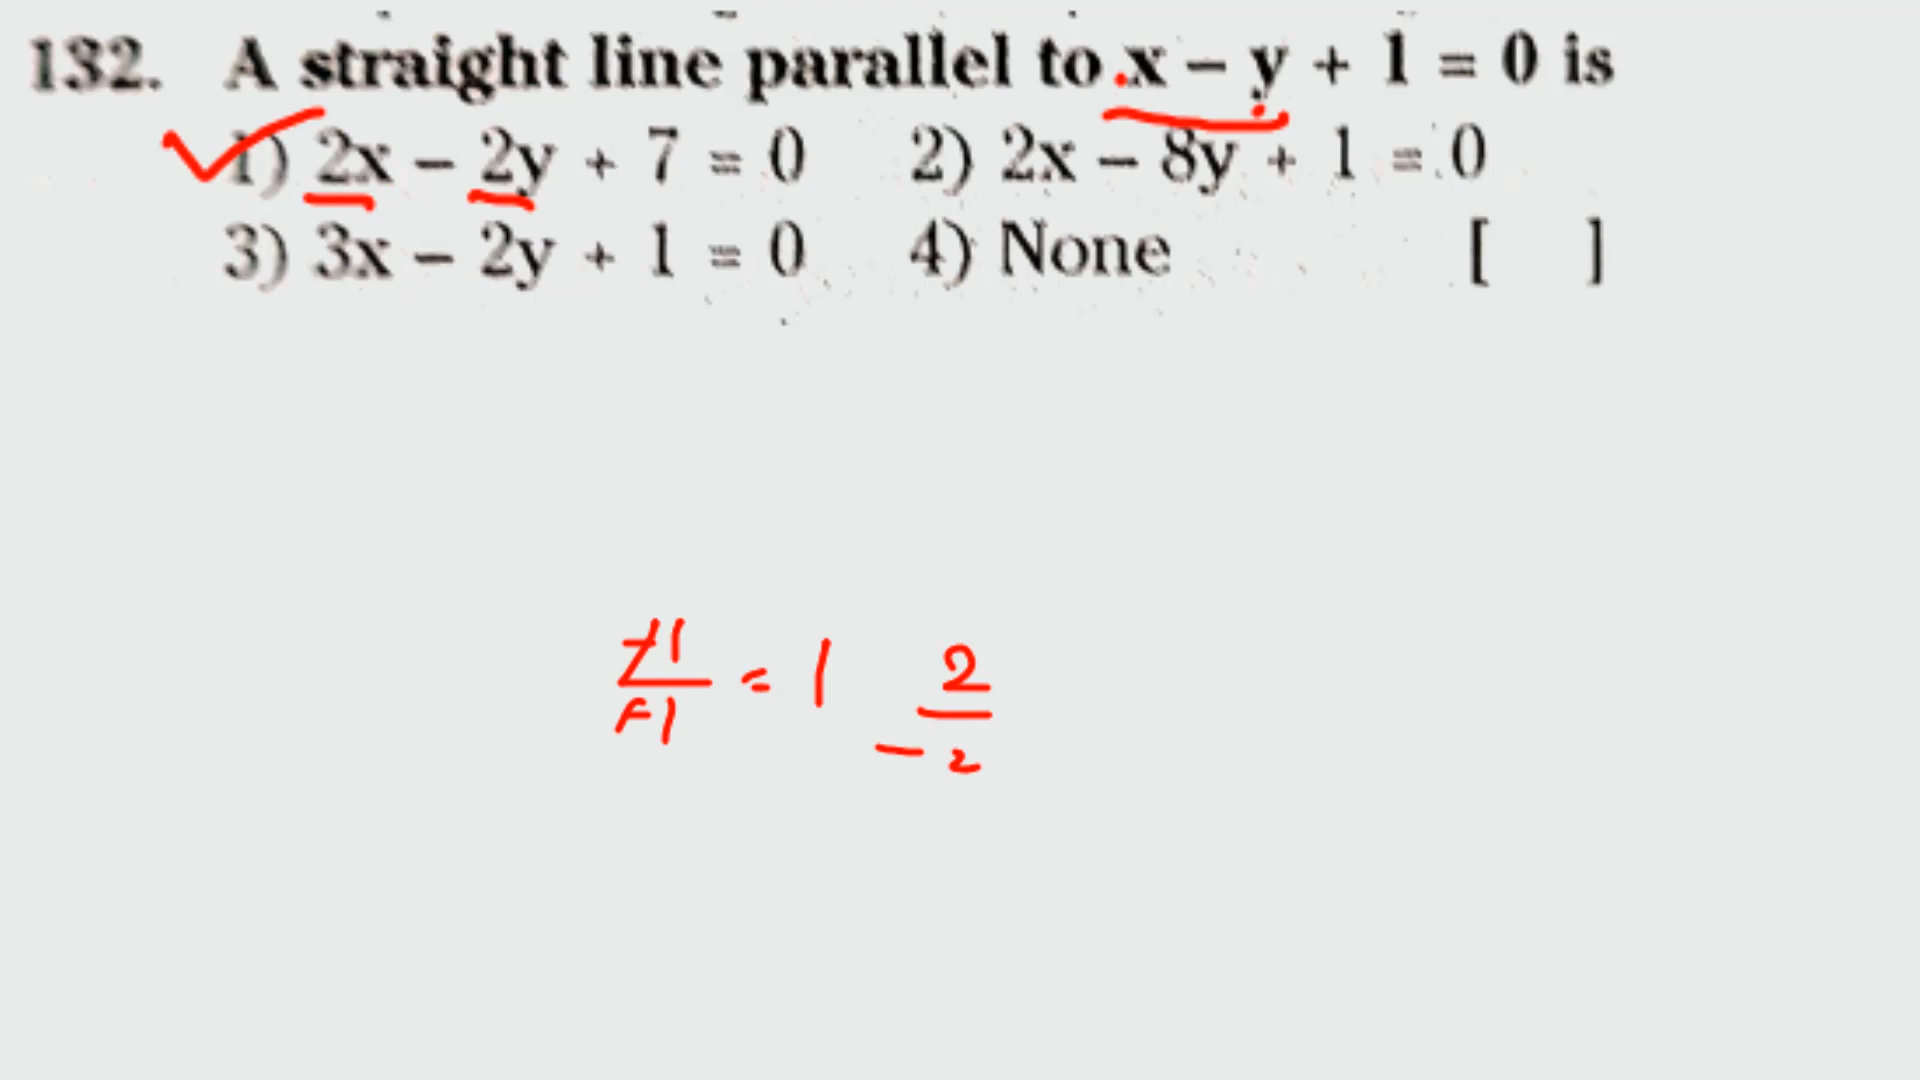 132. A straight line parallel to x – y + 1 = 0 is
1) 2x – 2y + 7 = 0 2) 2x – 8y + 1 = 0
3) 3x – 2y + 1 = 0 4) None [ ]
= 1 2
- 2